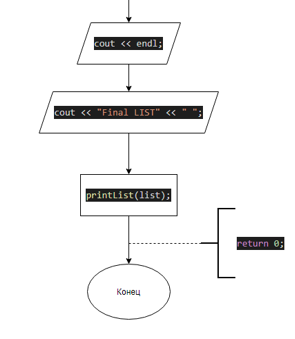 cout << endl;
cout << "Final LIST" << " ";
printList(list);
return 0;
Конец